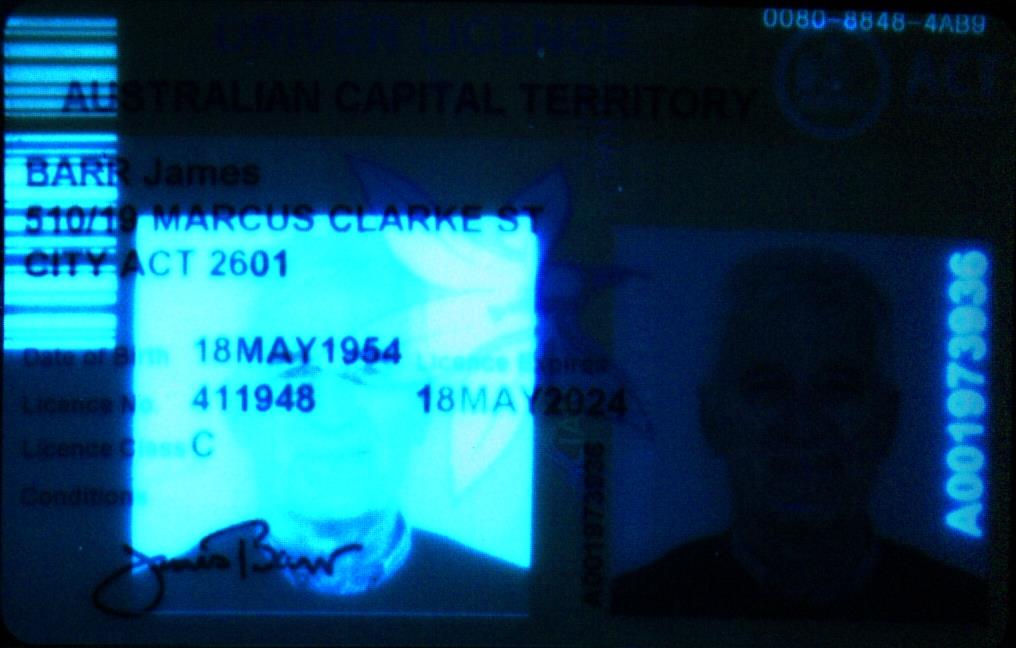 0080-8848-4AB9
DRIVER LICENCE
ACT
AUSTRALIAN CAPITAL TERRITORY
BARR James
510/19 MARCUS CLARKE ST
CITY ACT 2601
Date of Birth 18MAY1954 Licence Expires
Licence No. 411948 18MAY2024
Licence Class C
Conditions
James Barr
A001973936
A001973936